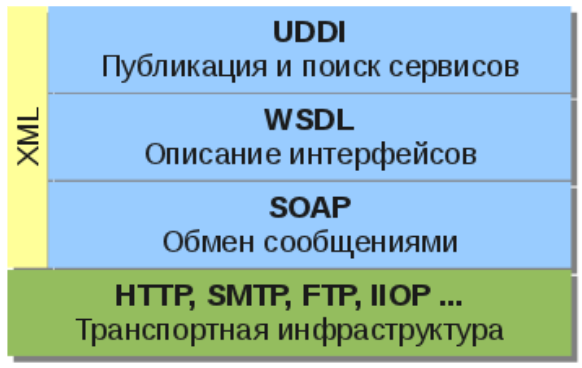 XML
UDDI
Публикация и поиск сервисов
WSDL
Описание интерфейсов
SOAP
Обмен сообщениями
HTTP, SMTP, FTP, IIOP ...
Транспортная инфраструктура